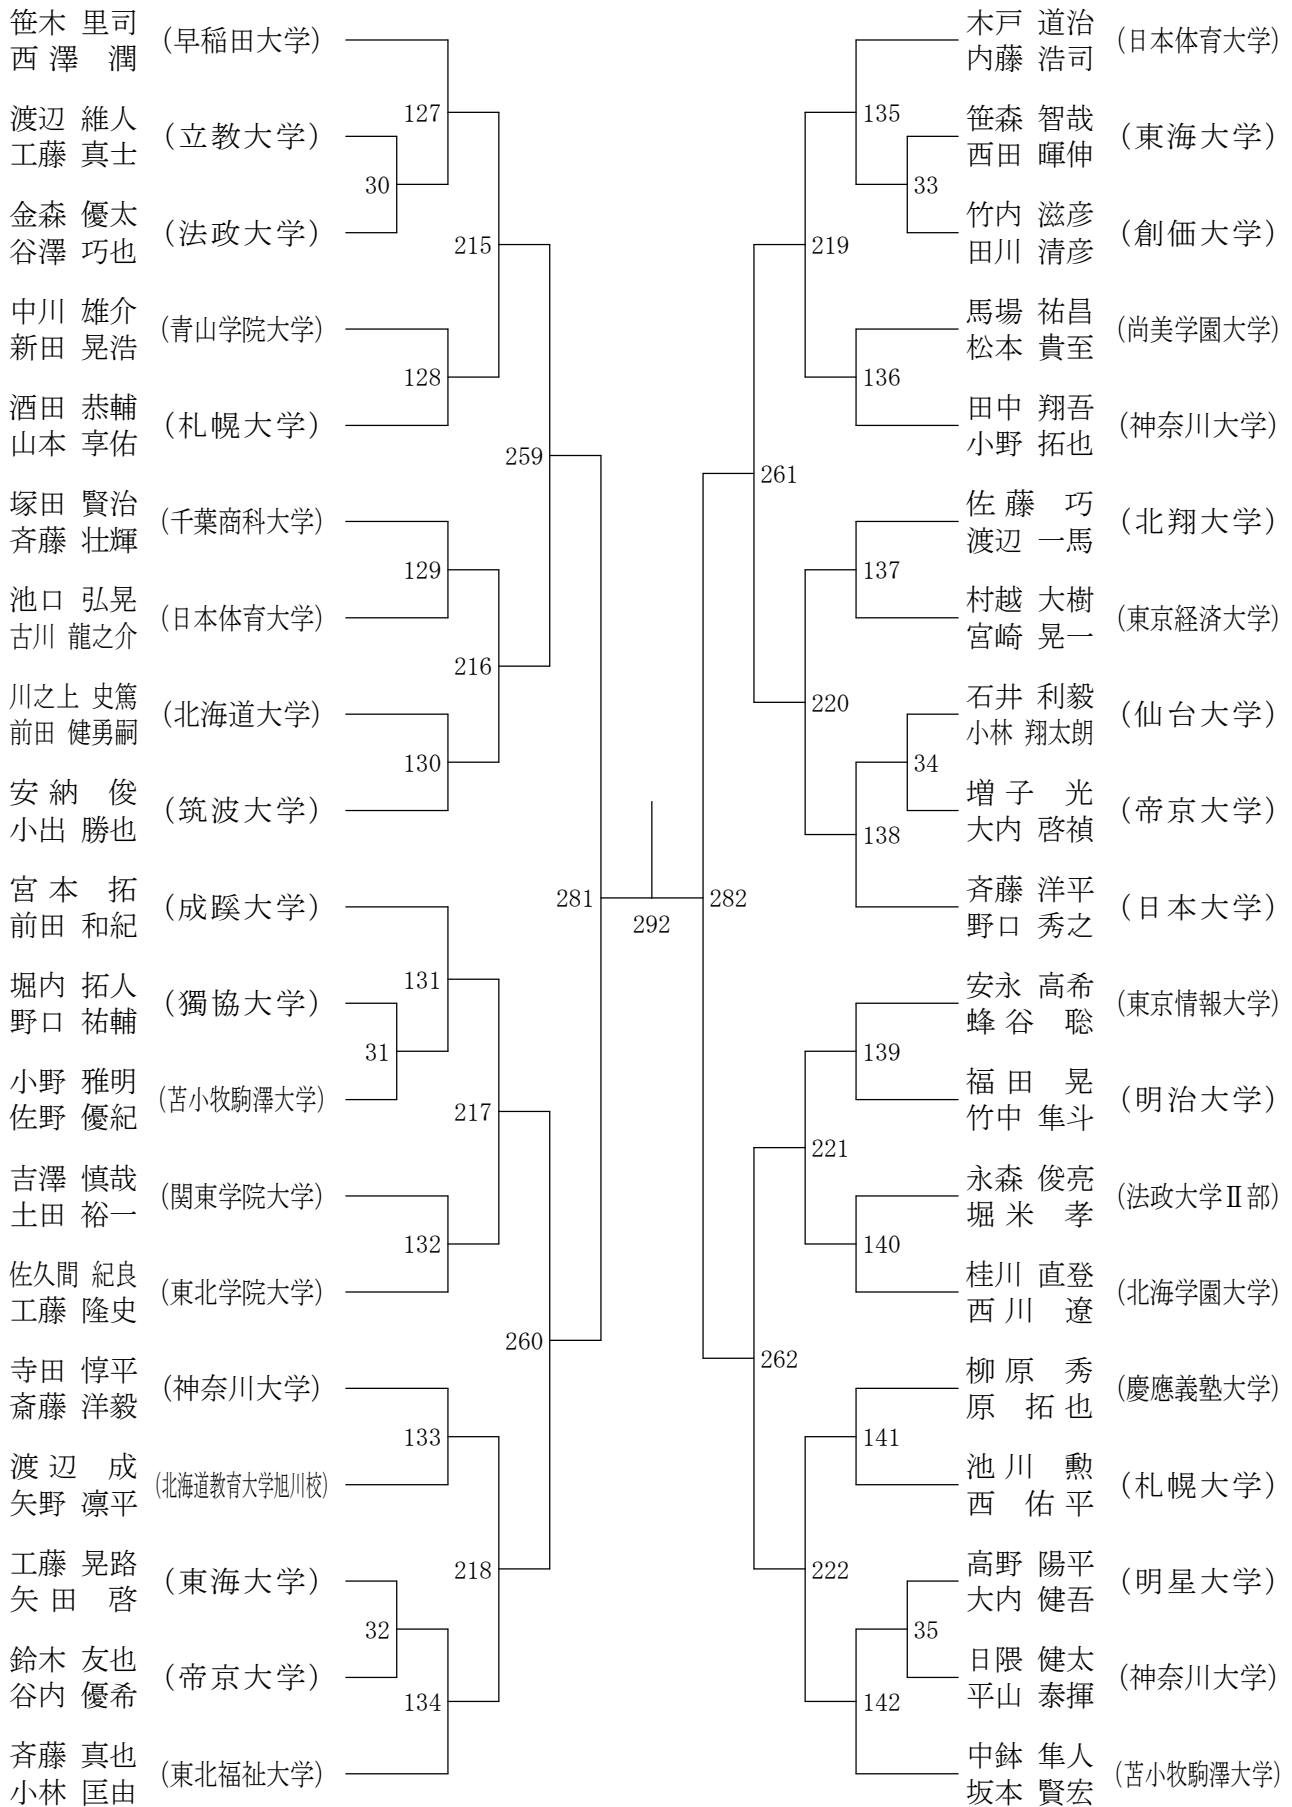 笹木 里司
西澤 潤
(早稲田大学)
渡辺 維人
工藤 真士
(立教大学)
金森 優太
谷澤 巧也
(法政大学)
中川 雄介
新田 晃浩
(青山学院大学)
酒田 恭輔
山本 享佑
(札幌大学)
塚田 賢治
斉藤 壮輝
(千葉商科大学)
池口 弘晃
古川 龍之介
(日本体育大学)
川之上 史篤
前田 健勇嗣
(北海道大学)
安納 俊
小出 勝也
(筑波大学)
宮本 拓
前田 和紀
(成蹊大学)
堀内 拓人
野口 祐輔
(獨協大学)
小野 雅明
佐野 優紀
(苫小牧駒澤大学)
吉澤 慎哉
土田 裕一
(関東学院大学)
佐久間 紀良
工藤 隆史
(東北学院大学)
寺田 惇平
斎藤 洋毅
(神奈川大学)
渡辺 成
矢野 凛平
(北海道教育大学旭川校)
工藤 晃路
矢田 啓
(東海大学)
鈴木 友也
谷内 優希
(帝京大学)
斉藤 真也
小林 匡由
(東北福祉大学)
30
31
32
127
128
129
130
131
132
133
134
215
216
217
218
259
260
281
292
282
261
262
219
220
221
222
135
136
137
138
139
140
141
142
33
34
35
木戸 道治
内藤 浩司
(日本体育大学)
笹森 智哉
西田 暉伸
(東海大学)
竹内 滋彦
田川 清彦
(創価大学)
馬場 祐昌
松本 貴至
(尚美学園大学)
田中 翔吾
小野 拓也
(神奈川大学)
佐藤 巧
渡辺 一馬
(北翔大学)
村越 大樹
宮崎 晃一
(東京経済大学)
石井 利毅
小林 翔太朗
(仙台大学)
増子 光
大内 啓禎
(帝京大学)
斉藤 洋平
野口 秀之
(日本大学)
安永 高希
蜂谷 聡
(東京情報大学)
福田 晃
竹中 隼斗
(明治大学)
永森 俊亮
堀米 孝
(法政大学Ⅱ部)
桂川 直登
西川 遼
(北海学園大学)
柳原 秀
原 拓也
(慶應義塾大学)
池川 勲
西 佑平
(札幌大学)
高野 陽平
大内 健吾
(明星大学)
日隈 健太
平山 泰揮
(神奈川大学)
中鉢 隼人
坂本 賢宏
(苫小牧駒澤大学)